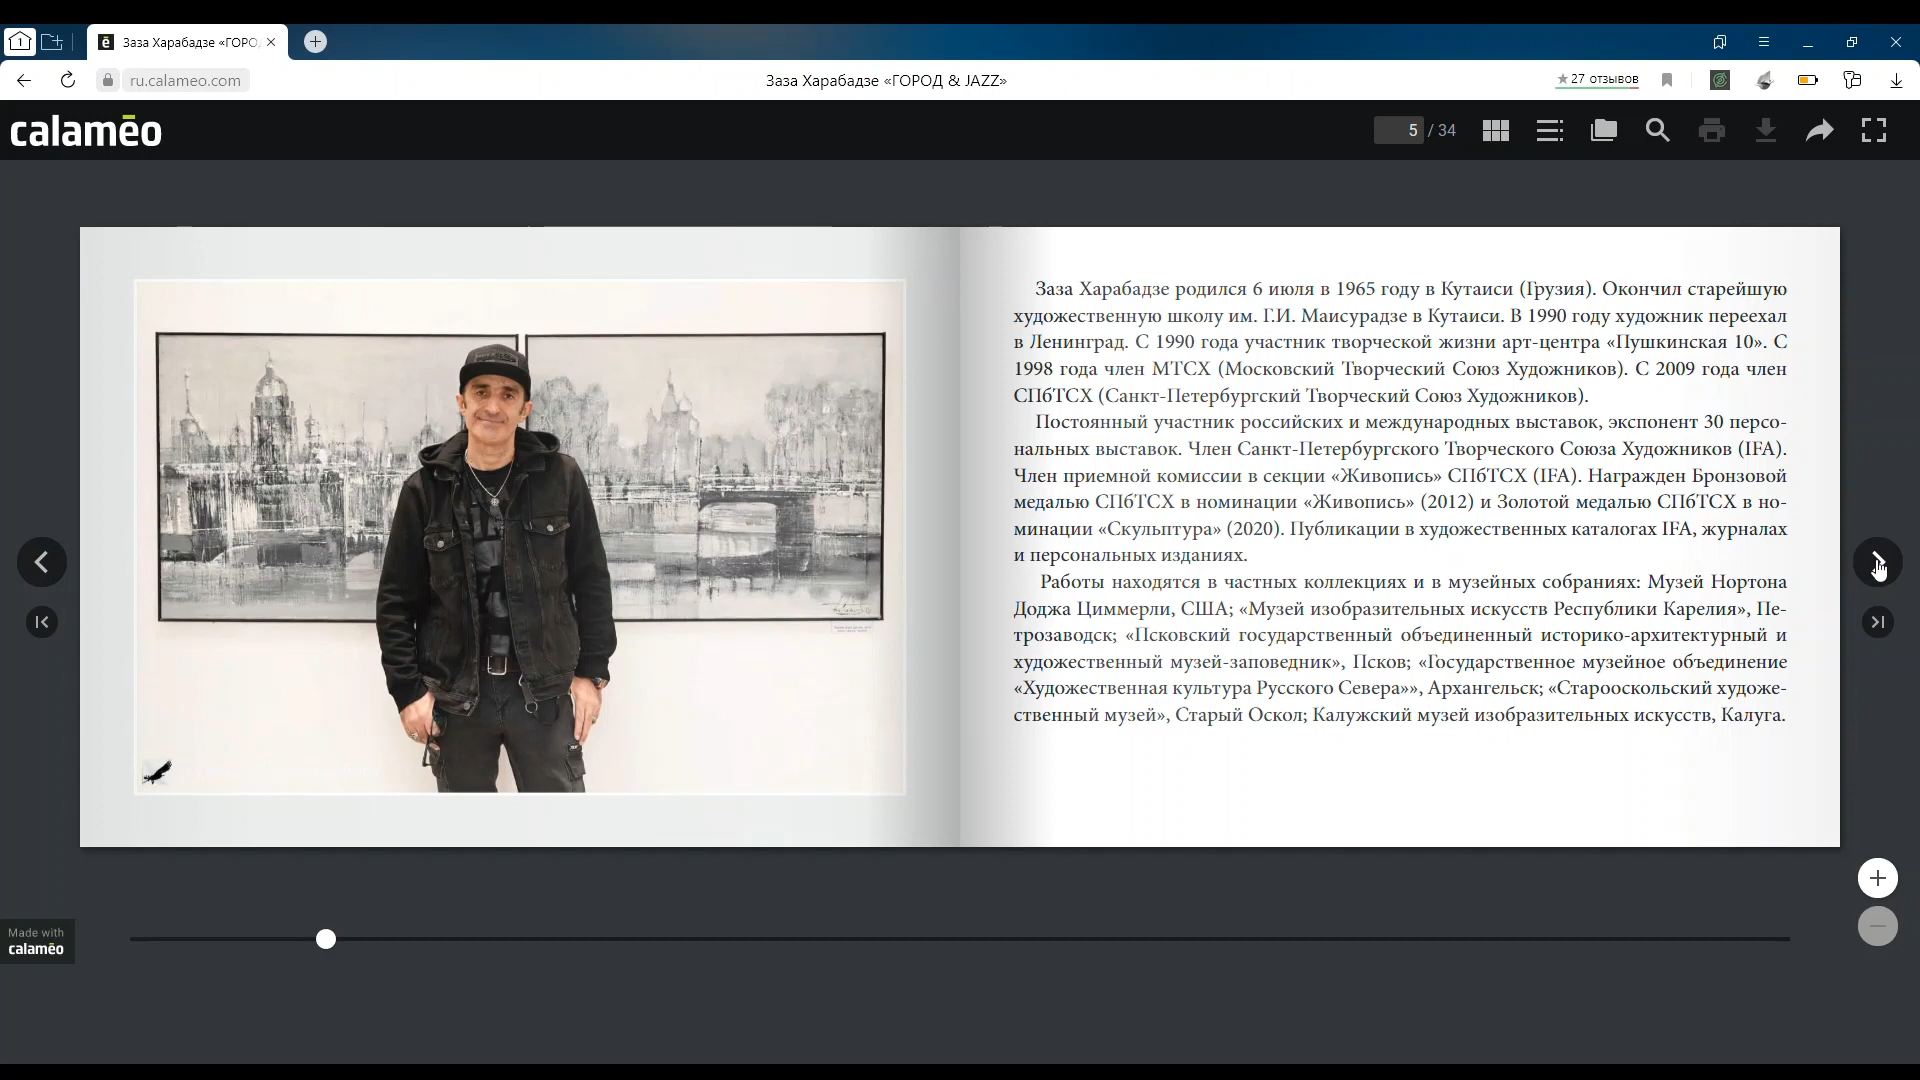 1
Заза Харабадзе «ГОРО
ru.calameo.com
Заза Харабадзе «ГОРОД & JAZZ»
27 отзывов
calamēo
5 / 34
Заза Харабадзе родился 6 июля в 1965 году в Кутаиси (Грузия). Окончил старейшую
художественную школу им. Г.И. Маисурадзе в Кутаиси. В 1990 году художник переехал
в Ленинград. С 1990 года участник творческой жизни арт-центра «Пушкинская 10». С
1998 года член МТСХ (Московский Творческий Союз Художников). С 2009 года член
СПбТСХ (Санкт-Петербургский Творческий Союз Художников).
Постоянный участник российских и международных выставок, экспонент 30 персо-
нальных выставок. Член Санкт-Петербургского Творческого Союза Художников (IFA).
Член приемной комиссии в секции «Живопись» СПбТСХ (IFA). Награжден Бронзовой
медалью СПбТСХ в номинации «Живопись» (2012) и Золотой медалью СПбТСХ в но-
минации «Скульптура» (2020). Публикации в художественных каталогах IFA, журналах
и персональных изданиях.
Работы находятся в частных коллекциях и в музейных собраниях: Музей Нортона
Доджа Циммерли, США; «Музей изобразительных искусств Республики Карелия», Пе-
трозаводск; «Псковский государственный объединенный историко-архитектурный и
художественный музей-заповедник», Псков; «Государственное музейное объединение
«Художественная культура Русского Севера»», Архангельск; «Старооскольский художе-
ственный музей», Старый Оскол; Калужский музей изобразительных искусств, Калуга.
Made with
calamēo